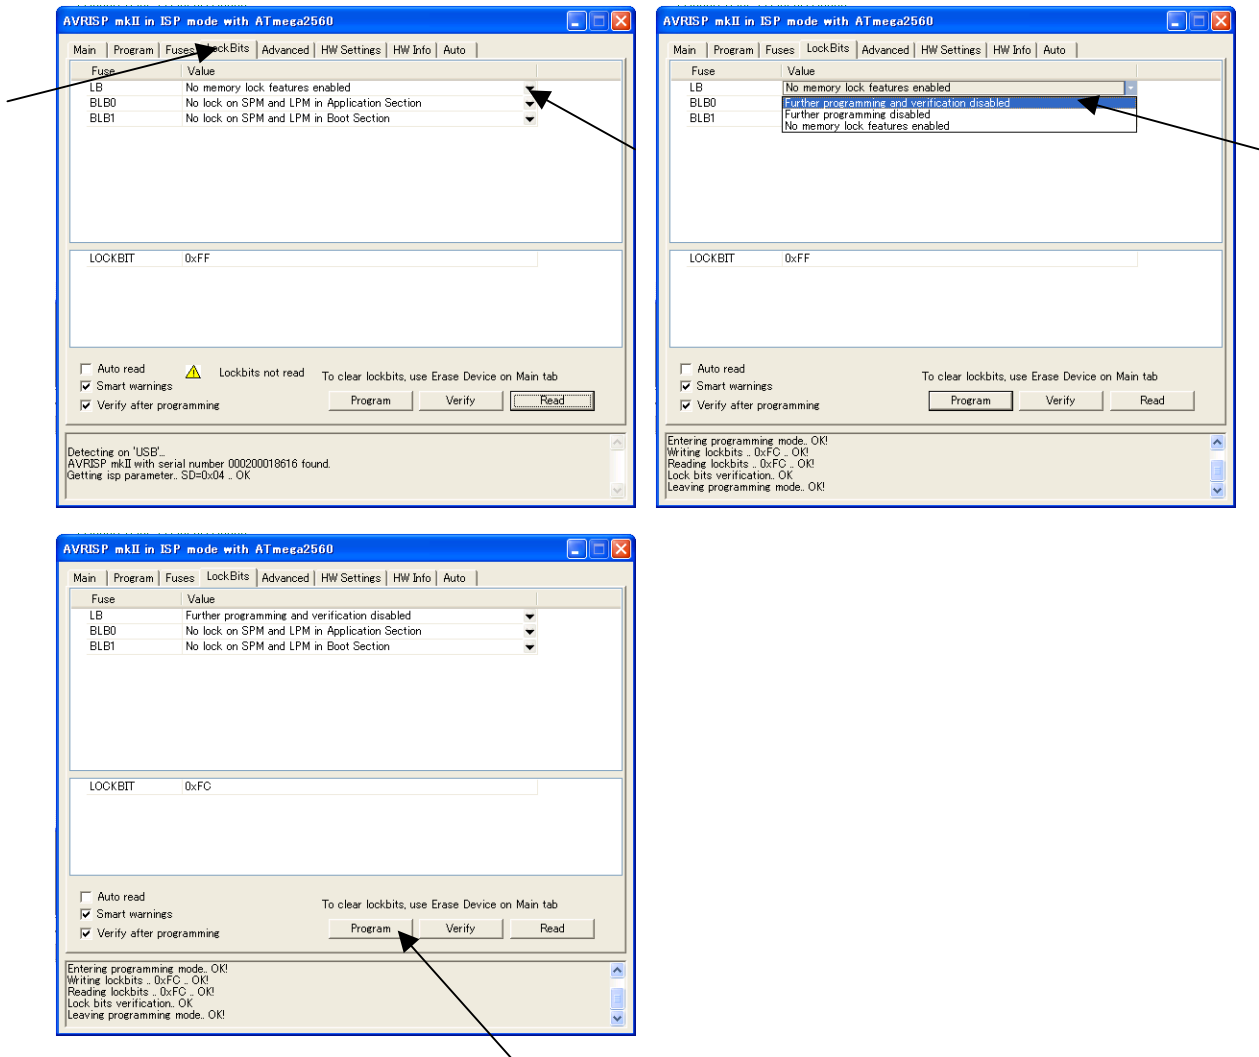 AVRISP mkII in ISP mode with ATmega2560
Main Program Fuses LockBits Advanced HW Settings HW Info Auto
Fuse Value
LB No memory lock features enabled
BLB0 No lock on SPM and LPM in Application Section
BLB1 No lock on SPM and LPM in Boot Section
LOCKBIT 0xFF
Auto read
Lockbits not read
To clear lockbits, use Erase Device on Main tab
Smart warnings
Verify after programming
Program Verify Read
Detecting on 'USB'..
AVRISP mkII with serial number 000200018616 found.
Getting isp parameter.. SD=0x04 .. OK
AVRISP mkII in ISP mode with ATmega2560
Main Program Fuses LockBits Advanced HW Settings HW Info Auto
Fuse Value
LB No memory lock features enabled
BLB0
BLB1
Further programming and verification disabled
Further programming disabled
No memory lock features enabled
LOCKBIT 0xFF
Auto read
To clear lockbits, use Erase Device on Main tab
Smart warnings
Verify after programming
Program Verify Read
Entering programming mode.. OK!
Writing lockbits .. 0xFC .. OK!
Reading lockbits .. 0xFC .. OK!
Lock bits verification.. OK
Leaving programming mode.. OK!
AVRISP mkII in ISP mode with ATmega2560
Main Program Fuses LockBits Advanced HW Settings HW Info Auto
Fuse Value
LB Further programming and verification disabled
BLB0 No lock on SPM and LPM in Application Section
BLB1 No lock on SPM and LPM in Boot Section
LOCKBIT 0xFC
Auto read
To clear lockbits, use Erase Device on Main tab
Smart warnings
Verify after programming
Program Verify Read
Entering programming mode.. OK!
Writing lockbits .. 0xFC .. OK!
Reading lockbits .. 0xFC .. OK!
Lock bits verification.. OK
Leaving programming mode.. OK!